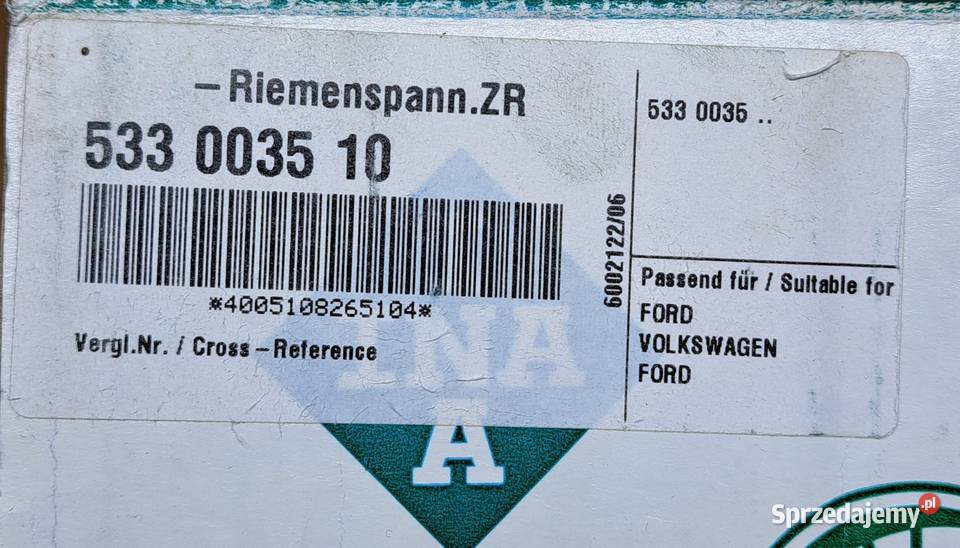 –Riemenspann.ZR
533 0035 10
*4005108265104*
Vergl.Nr. / Cross–Reference
6002122/06
533 0035 ..
Passend für / Suitable for
FORD
VOLKSWAGEN
FORD
INA
A
Sprzedajemy.pl